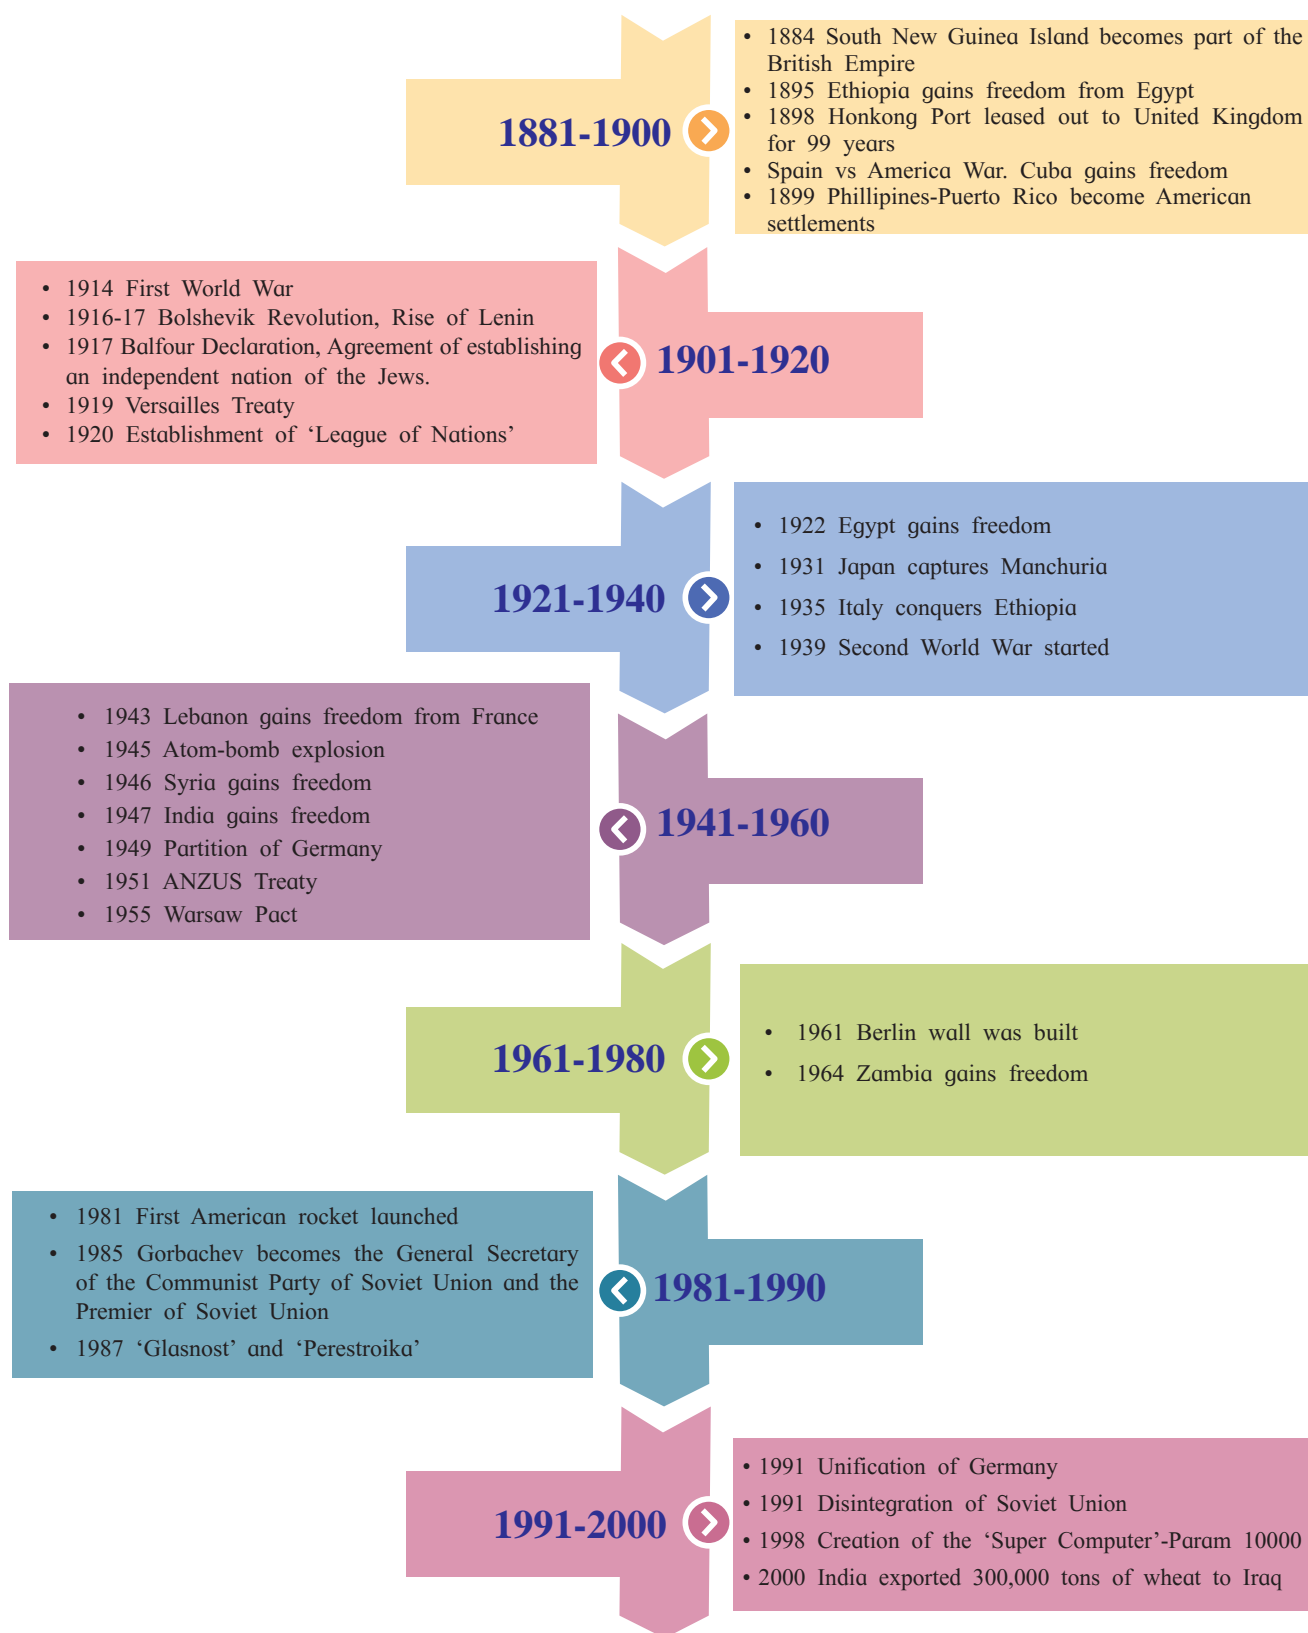 1881-1900
• 1884 South New Guinea Island becomes part of the
British Empire
• 1895 Ethiopia gains freedom from Egypt
• 1898 Honkong Port leased out to United Kingdom
for 99 years
• Spain vs America War. Cuba gains freedom
• 1899 Phillipines-Puerto Rico become American
settlements
1901-1920
• 1914 First World War
• 1916-17 Bolshevik Revolution, Rise of Lenin
• 1917 Balfour Declaration, Agreement of establishing
an independent nation of the Jews.
• 1919 Versailles Treaty
• 1920 Establishment of ‘League of Nations’
1921-1940
• 1922 Egypt gains freedom
• 1931 Japan captures Manchuria
• 1935 Italy conquers Ethiopia
• 1939 Second World War started
1941-1960
• 1943 Lebanon gains freedom from France
• 1945 Atom-bomb explosion
• 1946 Syria gains freedom
• 1947 India gains freedom
• 1949 Partition of Germany
• 1951 ANZUS Treaty
• 1955 Warsaw Pact
1961-1980
• 1961 Berlin wall was built
• 1964 Zambia gains freedom
1981-1990
• 1981 First American rocket launched
• 1985 Gorbachev becomes the General Secretary
of the Communist Party of Soviet Union and the
Premier of Soviet Union
• 1987 ‘Glasnost’ and ‘Perestroika’
1991-2000
• 1991 Unification of Germany
• 1991 Disintegration of Soviet Union
• 1998 Creation of the ‘Super Computer’-Param 10000
• 2000 India exported 300,000 tons of wheat to Iraq